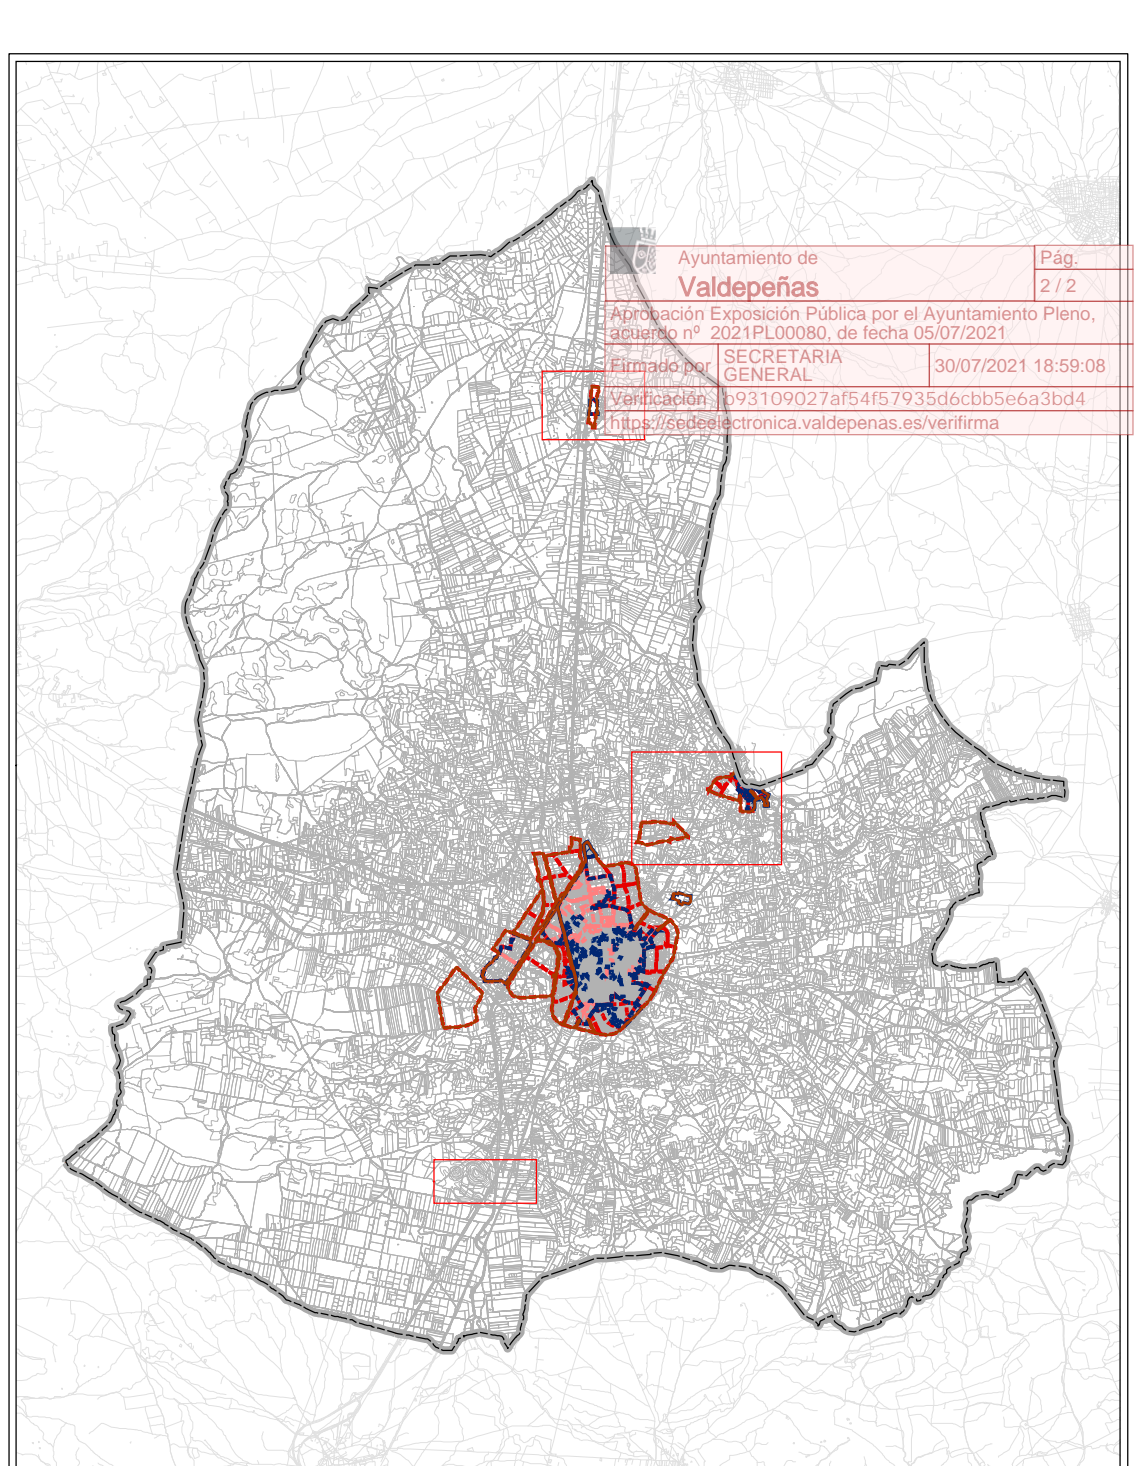 Ayuntamiento de
Valdepeñas
Pág.
2 / 2
Aprobación Exposición Pública por el Ayuntamiento Pleno,
acuerdo nº 2021PL00080, de fecha 05/07/2021
Firmado por
SECRETARIA
GENERAL
30/07/2021 18:59:08
Verificación
b93109027af54f57935d6cbb5e6a3bd4
https://sedeelectronica.valdepenas.es/verifirma